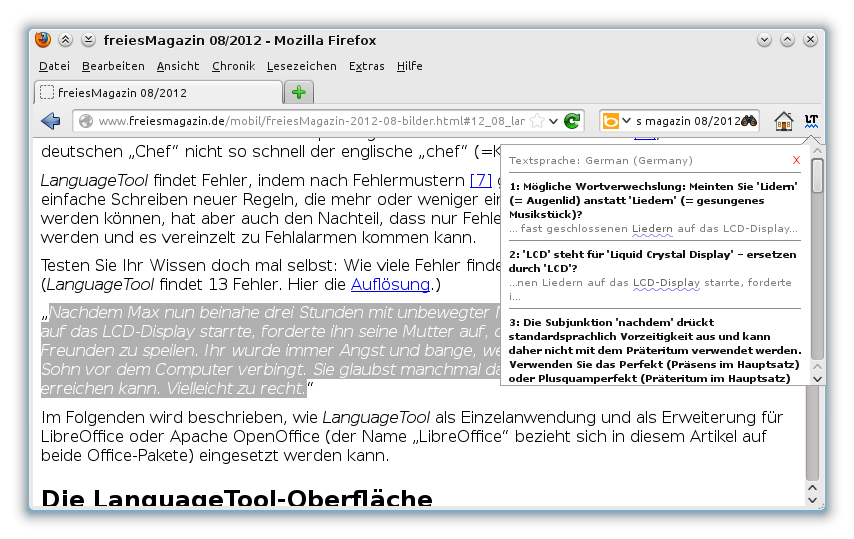 freiesMagazin 08/2012 - Mozilla Firefox
Datei Bearbeiten Ansicht Chronik Lesezeichen Extras Hilfe
freiesMagazin 08/2012
www.freiesmagazin.de/mobil/freiesMagazin-2012-08-bilder.html#12_08_lar
s magazin 08/2012
LT
deutschen „Chef“ nicht so schnell der englische „chef“ (=K
LanguageTool findet Fehler, indem nach Fehlermustern [7]
einfache Schreiben neuer Regeln, die mehr oder weniger ein
werden können, hat aber auch den Nachteil, dass nur Fehle
werden und es vereinzelt zu Fehlalarmen kommen kann.
Testen Sie Ihr Wissen doch mal selbst: Wie viele Fehler finde
(LanguageTool findet 13 Fehler. Hier die Auflösung.)
„Nachdem Max nun beinahe drei Stunden mit unbewegter
auf das LCD-Display starrte, forderte ihn seine Mutter auf,
Freunden zu speilen. Ihr wurde immer Angst und bange, we
Sohn vor dem Computer verbingt. Sie glaubst manchmal da
erreichen kann. Vielleicht zu recht.“
Im Folgenden wird beschrieben, wie LanguageTool als Einzelanwendung und als Erweiterung für
LibreOffice oder Apache OpenOffice (der Name „LibreOffice“ bezieht sich in diesem Artikel auf
beide Office-Pakete) eingesetzt werden kann.
Die LanguageTool-Oberfläche
Textsprache: German (Germany) X
1: Mögliche Wortverwechslung: Meinten Sie 'Lidern'
(= Augenlid) anstatt 'Liedern' (= gesungenes
Musikstück)?
... fast geschlossenen Liedern auf das LCD-Display...
2: 'LCD' steht für 'Liquid Crystal Display' – ersetzen
durch 'LCD'?
...nen Liedern auf das LCD-Display starrte, forderte
i...
3: Die Subjunktion 'nachdem' drückt
standardsprachlich Vorzeitigkeit aus und kann
daher nicht mit dem Präteritum verwendet werden.
Verwenden Sie das Perfekt (Präsens im Hauptsatz)
oder Plusquamperfekt (Präteritum im Hauptsatz)